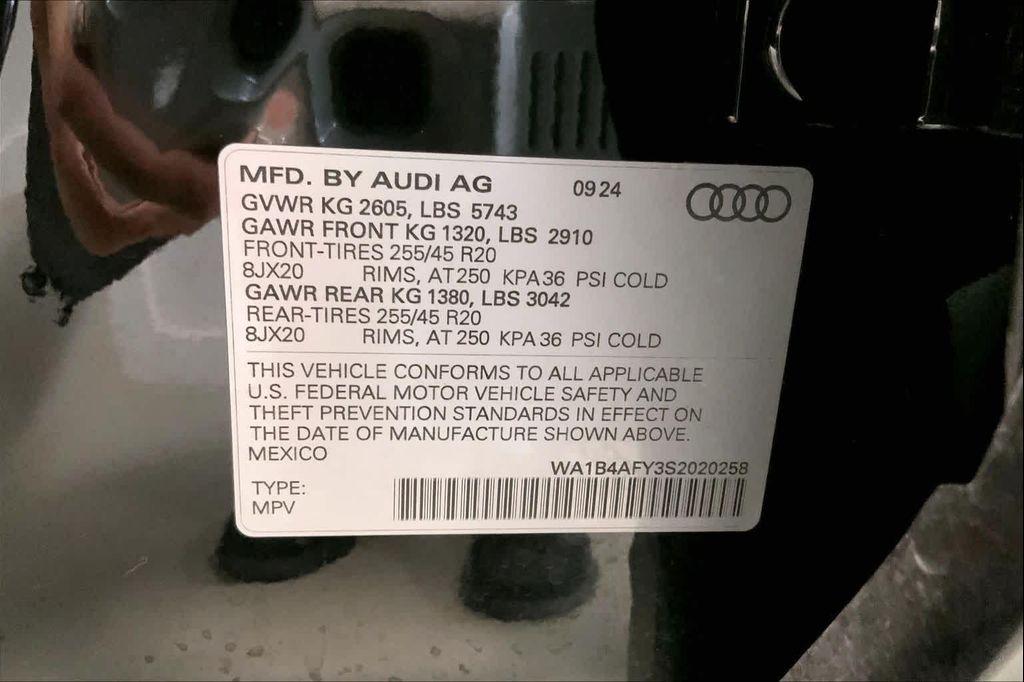 MFD. BY AUDI AG 09 24
GVWR KG 2605, LBS 5743
GAWR FRONT KG 1320, LBS 2910
FRONT-TIRES 255/45 R20
8JX20 RIMS, AT 250 KPA 36 PSI COLD
GAWR REAR KG 1380, LBS 3042
REAR-TIRES 255/45 R20
8JX20 RIMS, AT 250 KPA 36 PSI COLD
THIS VEHICLE CONFORMS TO ALL APPLICABLE
U.S. FEDERAL MOTOR VEHICLE SAFETY AND
THEFT PREVENTION STANDARDS IN EFFECT ON
THE DATE OF MANUFACTURE SHOWN ABOVE.
MEXICO
WA1B4AFY3S2020258
TYPE:
MPV